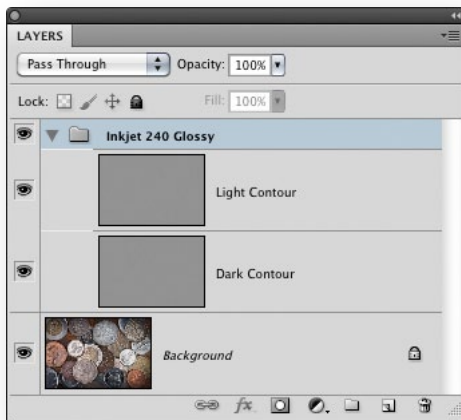 LAYERS
Pass Through Opacity: 100%
Lock: Fill: 100%
Inkjet 240 Glossy
Light Contour
Dark Contour
Background
fx